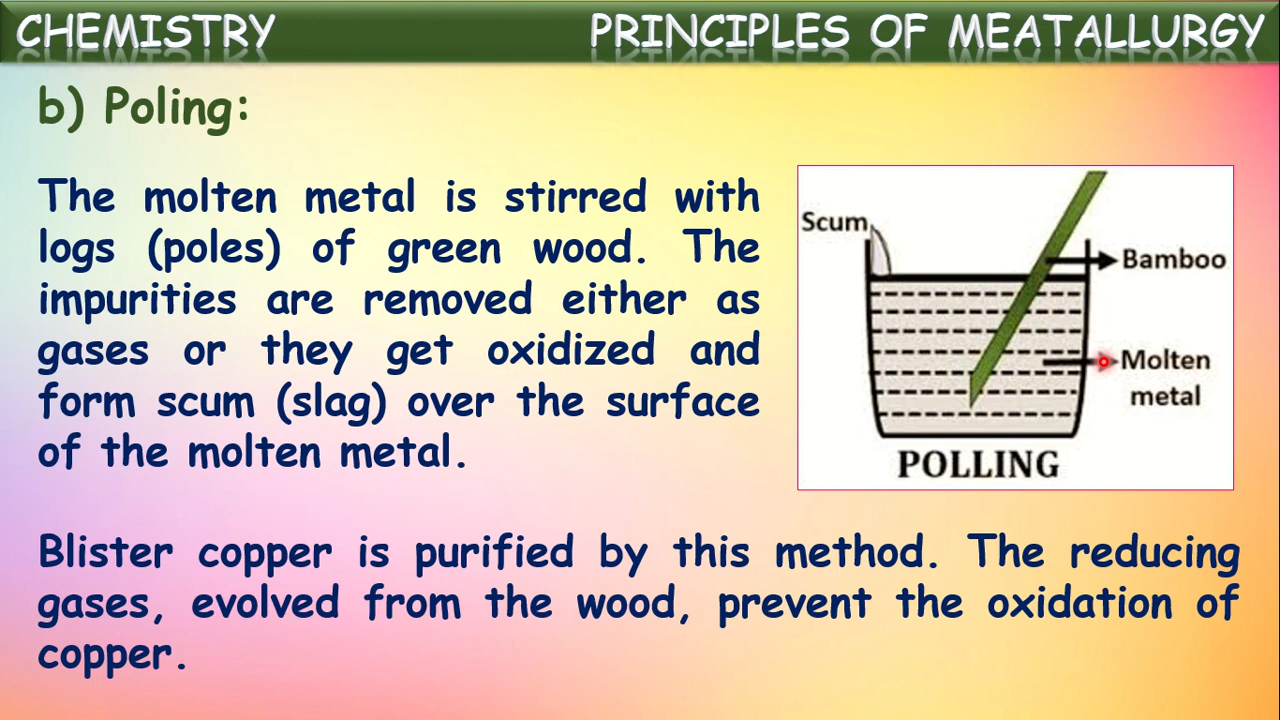 CHEMISTRY PRINCIPLES OF MEATALLURGY
b) Poling:
The molten metal is stirred with
logs (poles) of green wood. The
impurities are removed either as
gases or they get oxidized and
form scum (slag) over the surface
of the molten metal.
Scum
Bamboo
Molten
metal
POLLING
Blister copper is purified by this method. The reducing
gases, evolved from the wood, prevent the oxidation of
copper.